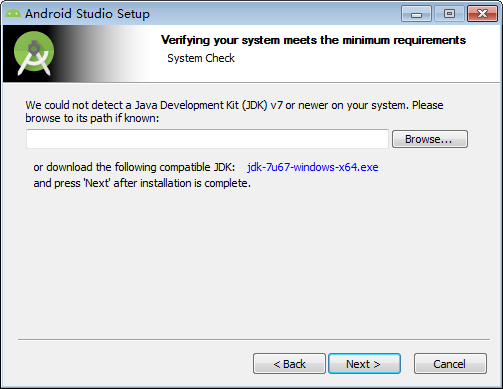 Android Studio Setup
Verifying your system meets the minimum requirements
System Check
We could not detect a Java Development Kit (JDK) v7 or newer on your system. Please
browse to its path if known:
Browse...
or download the following compatible JDK: jdk-7u67-windows-x64.exe
and press 'Next' after installation is complete.
< Back Next > Cancel